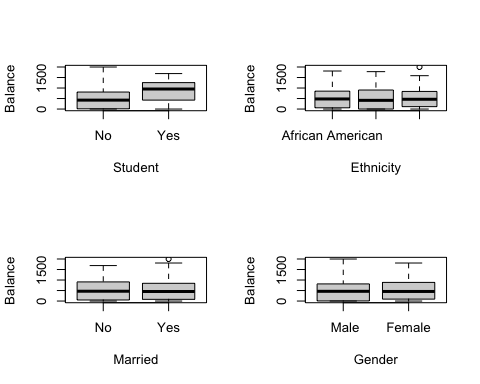 Balance
1500
0
No Yes
Student
Balance
1500
0
African American
Ethnicity
Balance
1500
0
No Yes
Married
Balance
1500
0
Male Female
Gender